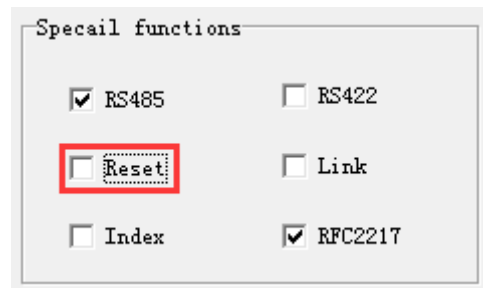 Specail functions
RS485 RS422
Reset Link
Index RFC2217